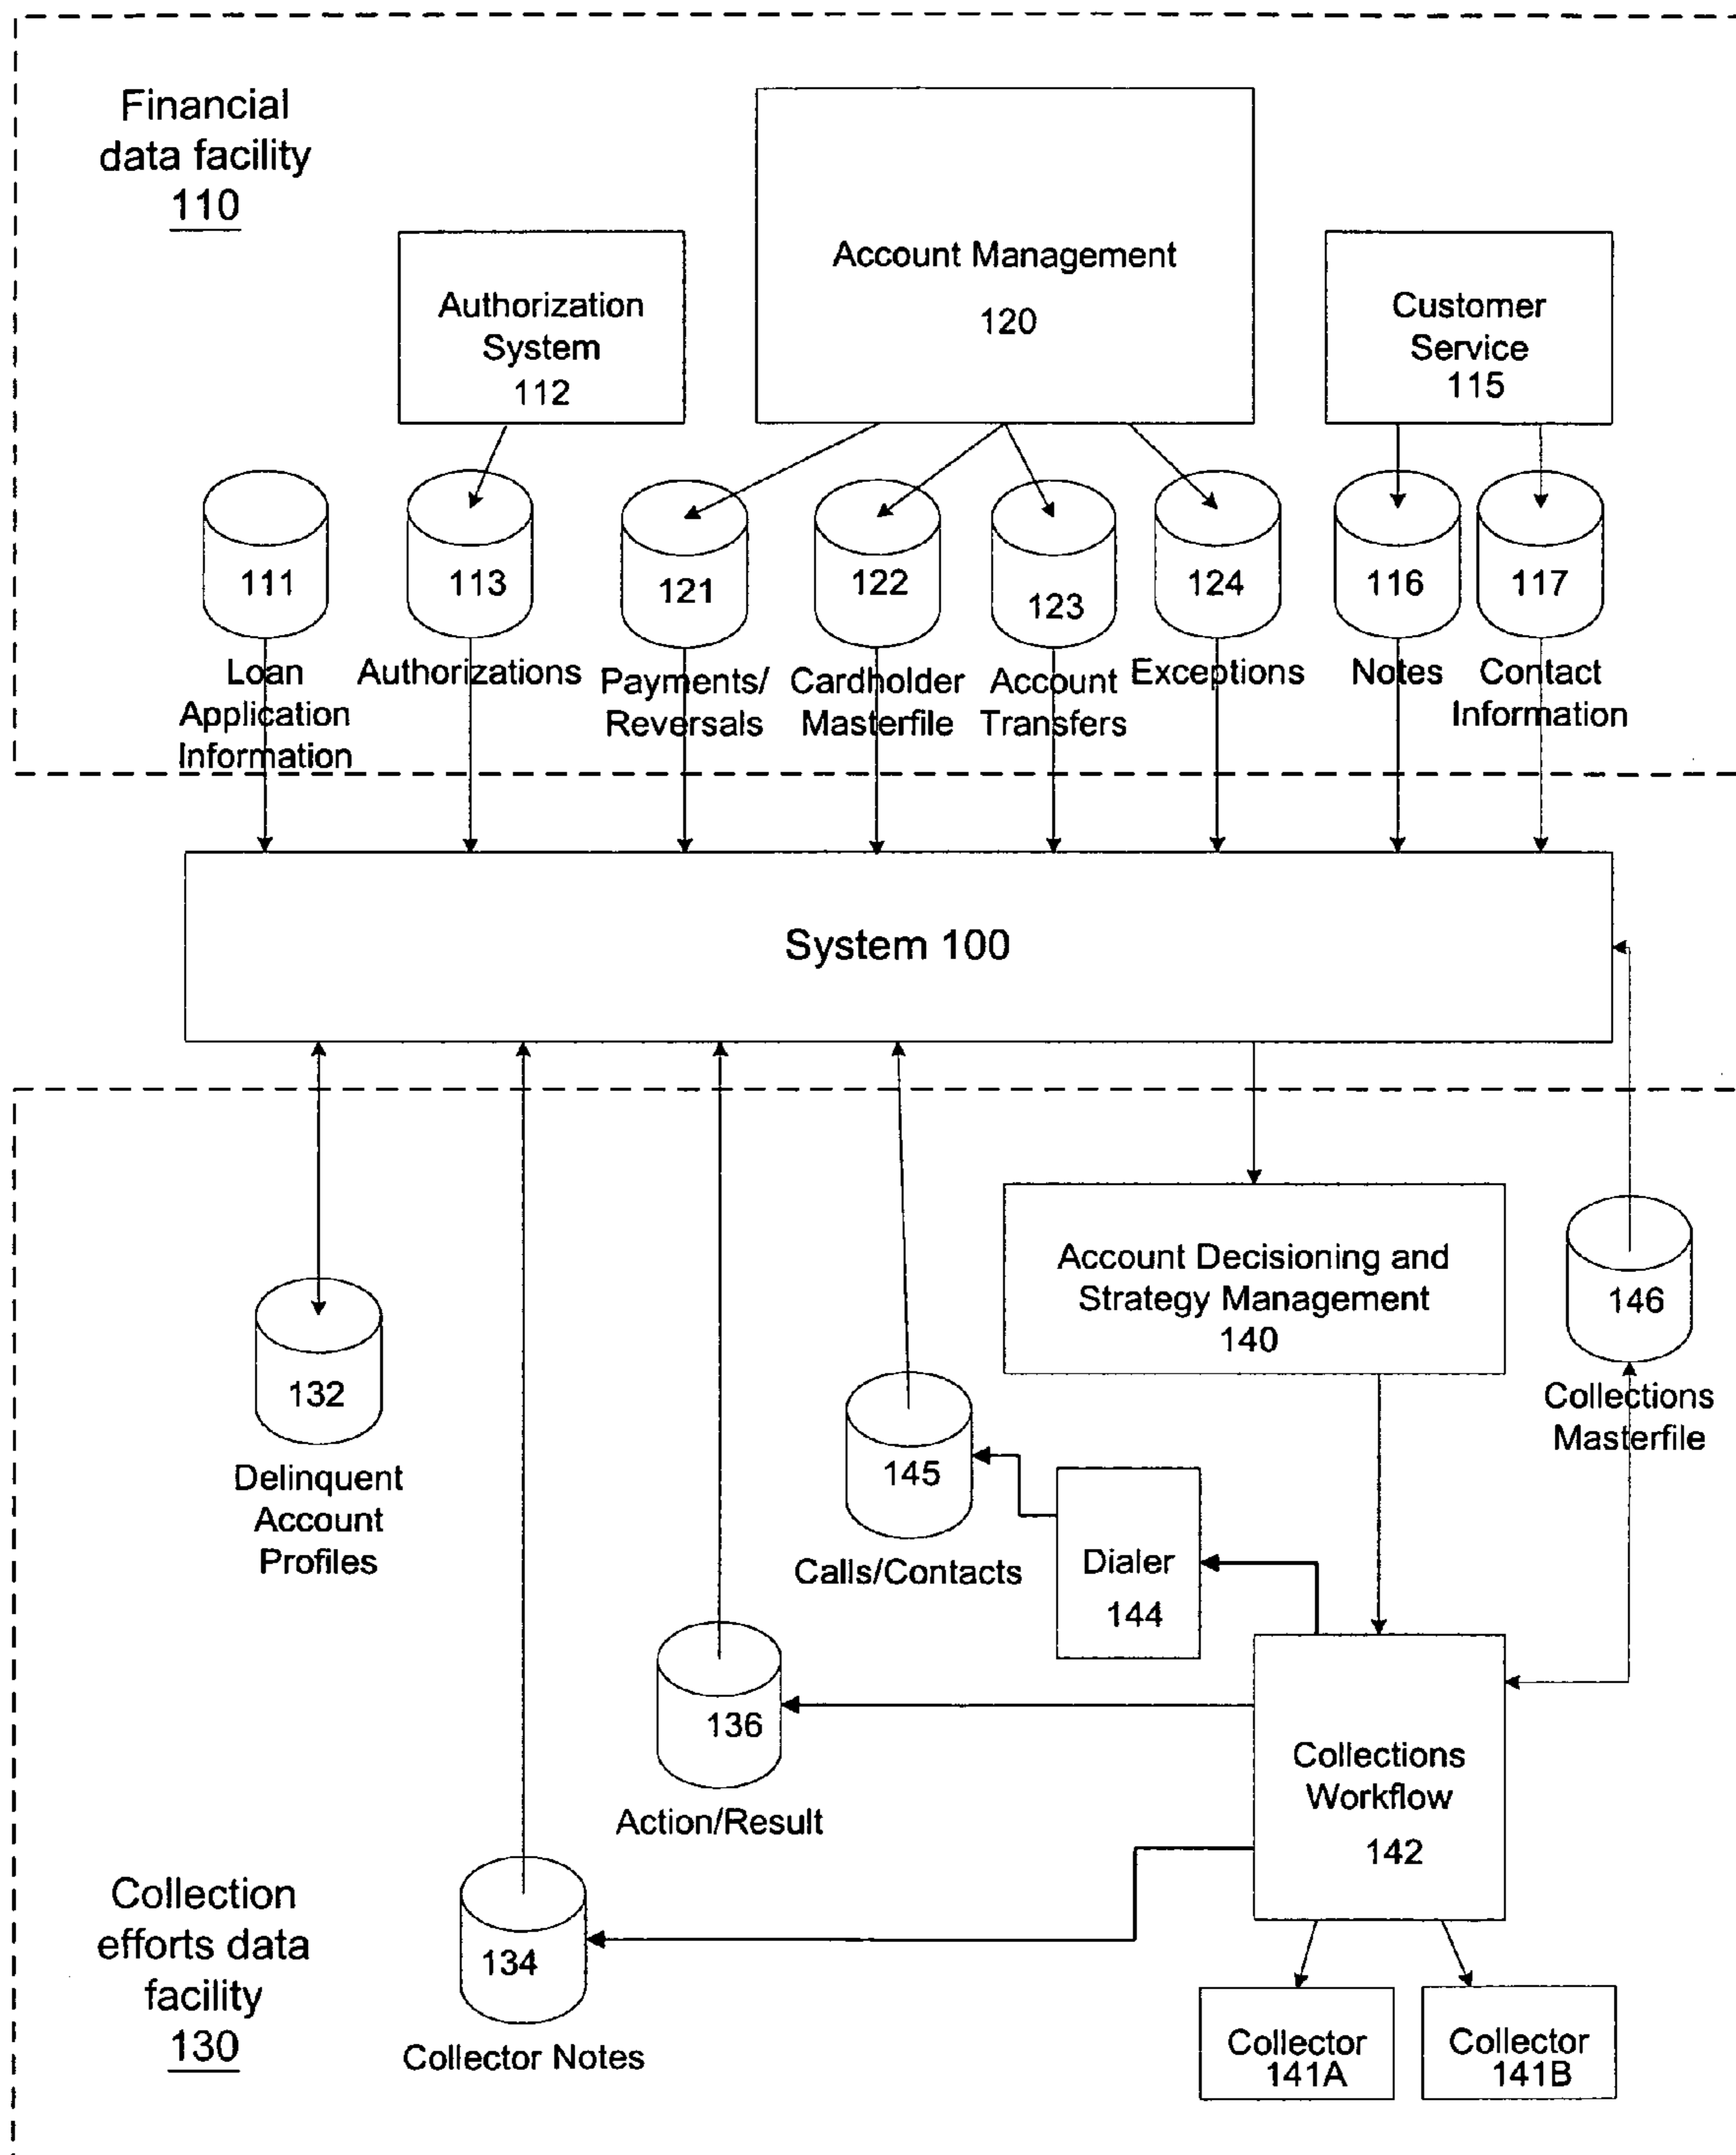 Financial
data facility
110
Account Management
120
Authorization
System
112
Customer
Service
115
111
113
121
122
123
124
116
117
Loan
Application
Information
Authorizations
Payments/
Reversals
Cardholder
Masterfile
Account
Transfers
Exceptions
Notes
Contact
Information
System 100
Account Decisioning and
Strategy Management
140
146
Collections
Masterfile
132
Delinquent
Account
Profiles
145
Calls/Contacts
Dialer
144
136
Action/Result
Collections
Workflow
142
134
Collector Notes
Collection
efforts data
facility
130
Collector
141A
Collector
141B